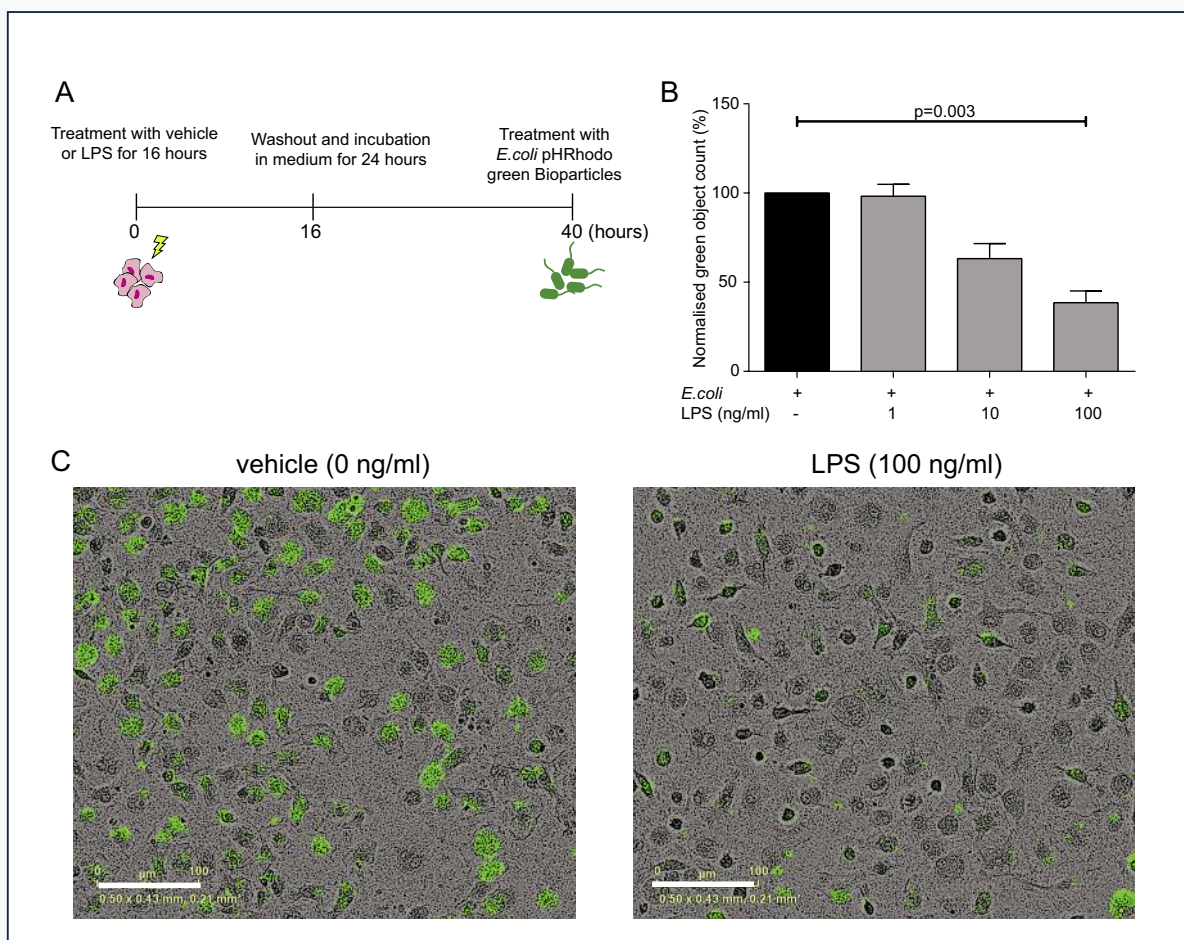 A
Treatment with vehicle
or LPS for 16 hours
Washout and incubation
in medium for 24 hours
Treatment with
E.coli pHRhodo
green Bioparticles
0
16
40 (hours)
B
Normalised green object count (%)
150
100
50
0
p=0.003
E.coli + + + +
LPS (ng/ml) - 1 10 100
C
vehicle (0 ng/ml)
LPS (100 ng/ml)
0 µm 100
0.50 x 0.43 mm, 0.21 mm²
0 µm 100
0.50 x 0.43 mm, 0.21 mm²